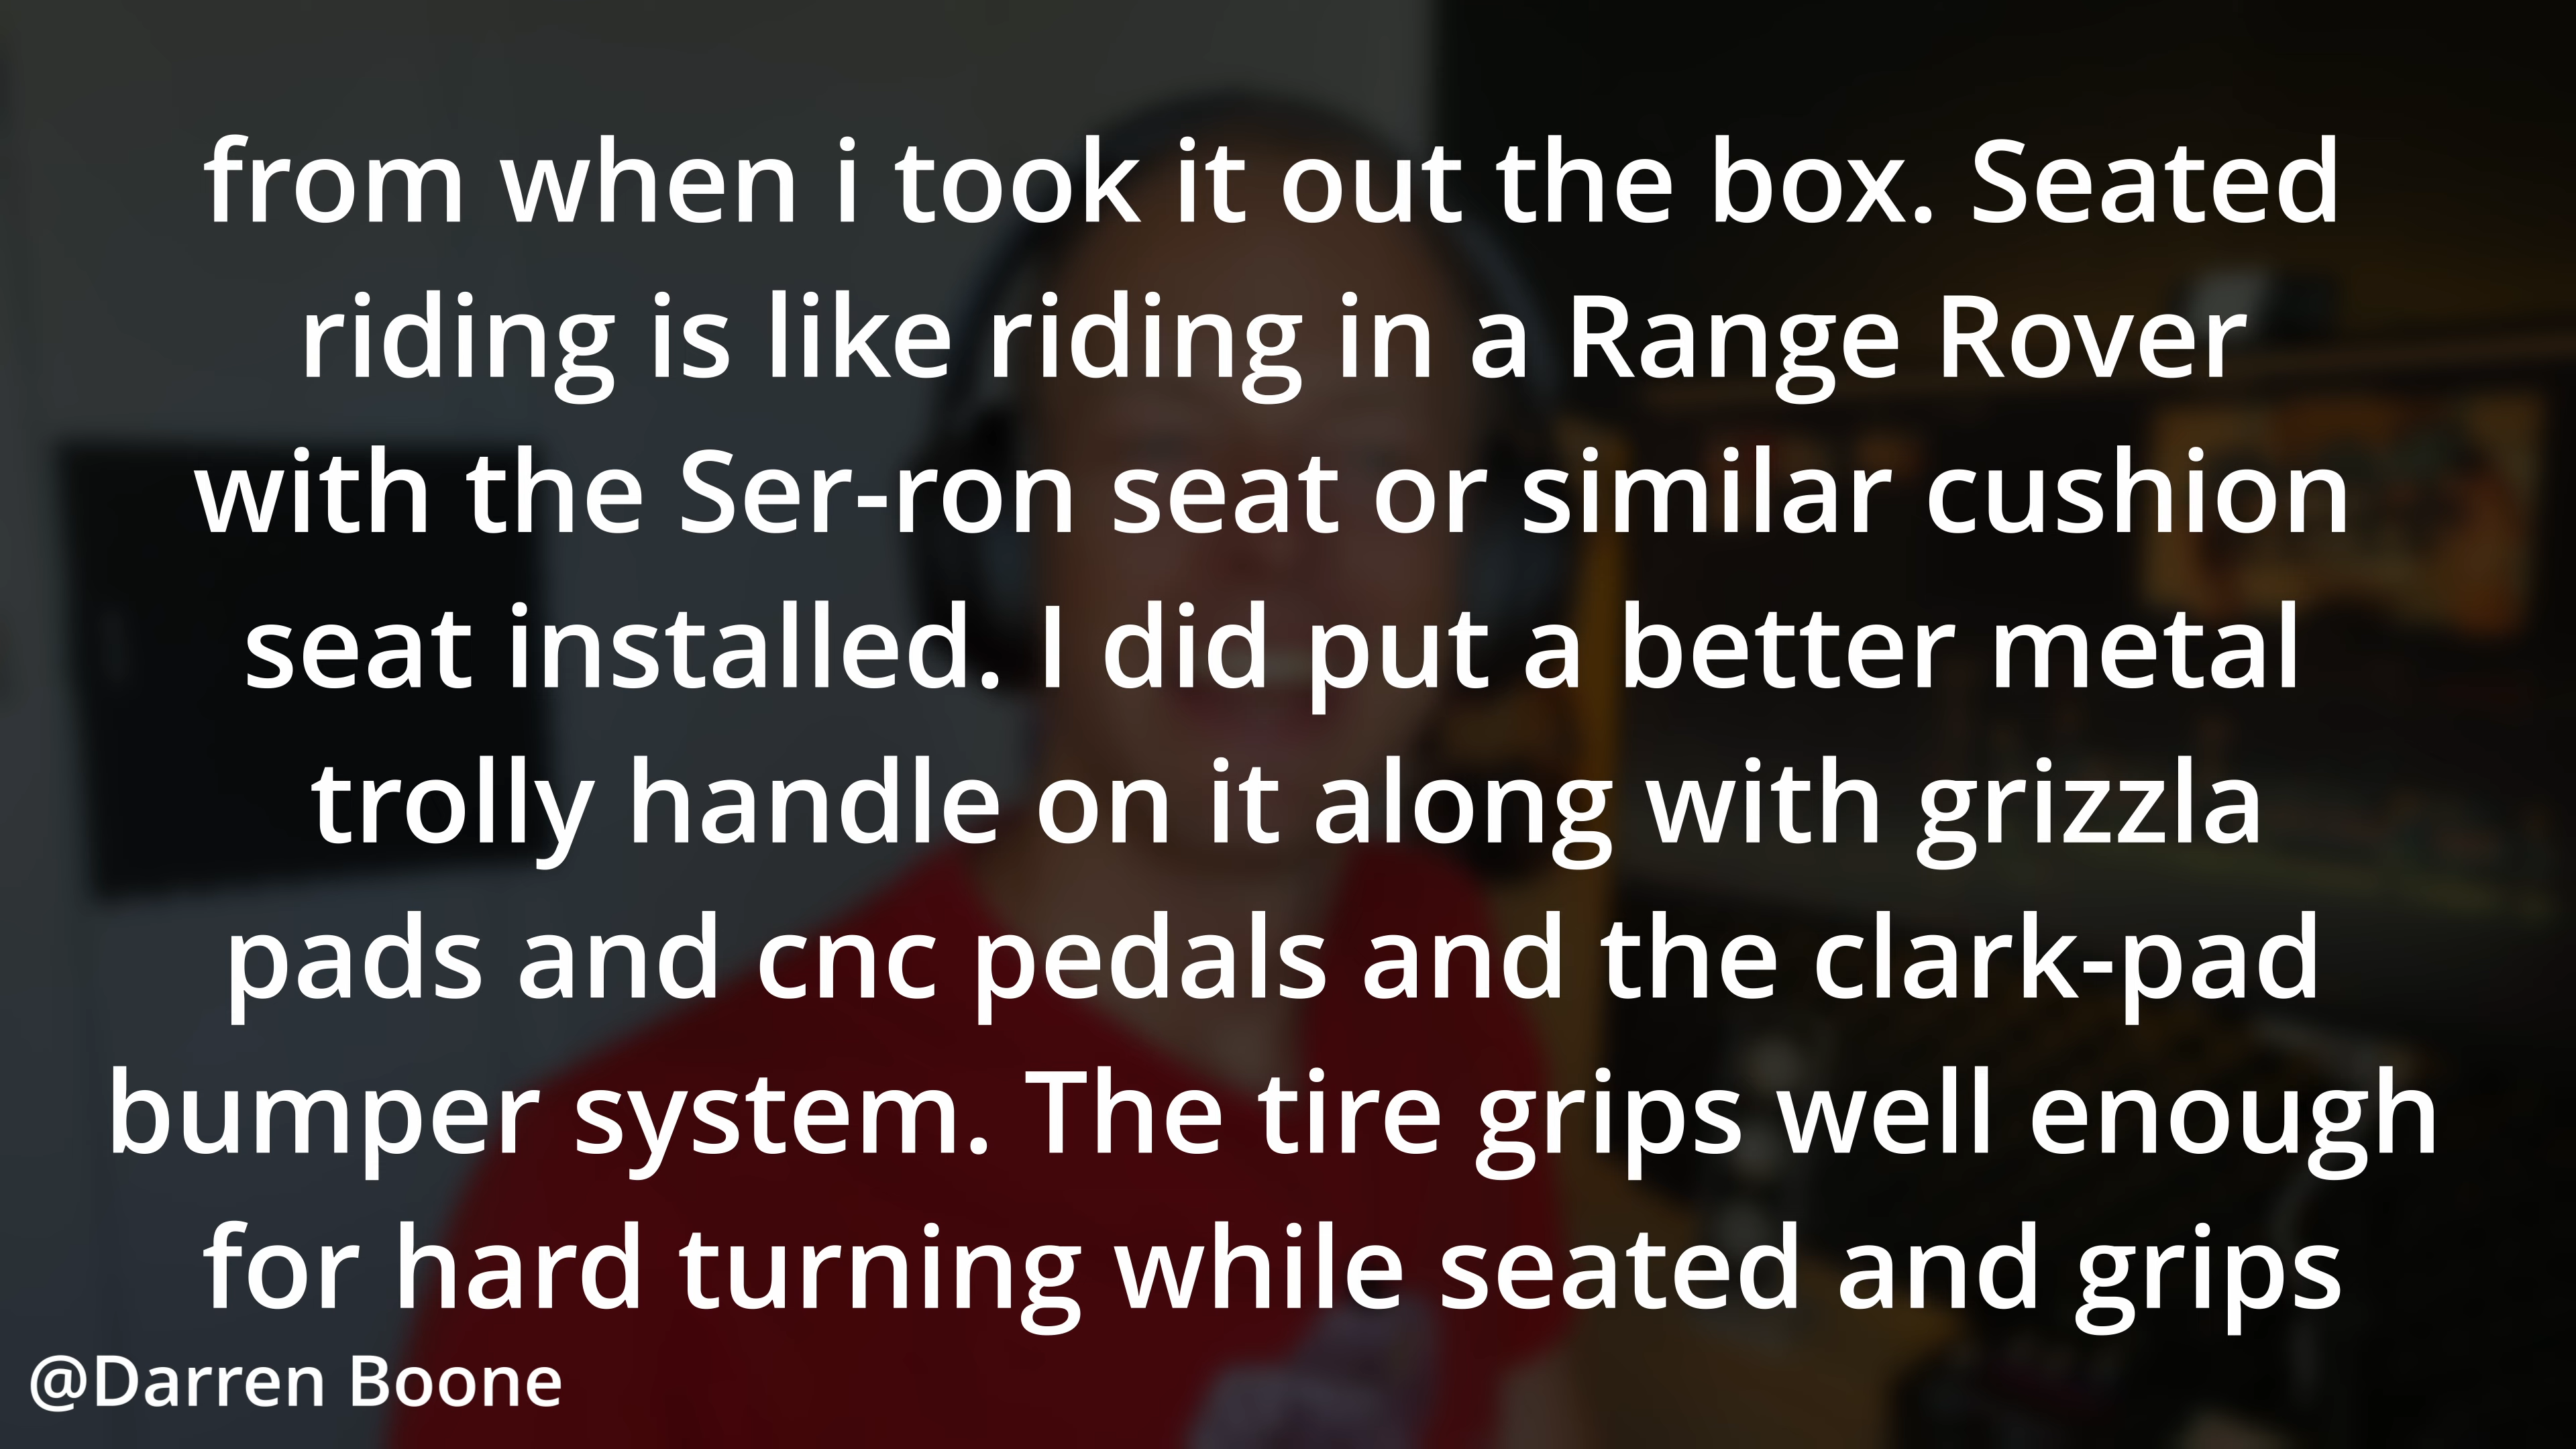 from when i took it out the box. Seated
riding is like riding in a Range Rover
with the Ser-ron seat or similar cushion
seat installed. I did put a better metal
trolly handle on it along with grizzla
pads and cnc pedals and the clark-pad
bumper system. The tire grips well enough
for hard turning while seated and grips
@Darren Boone